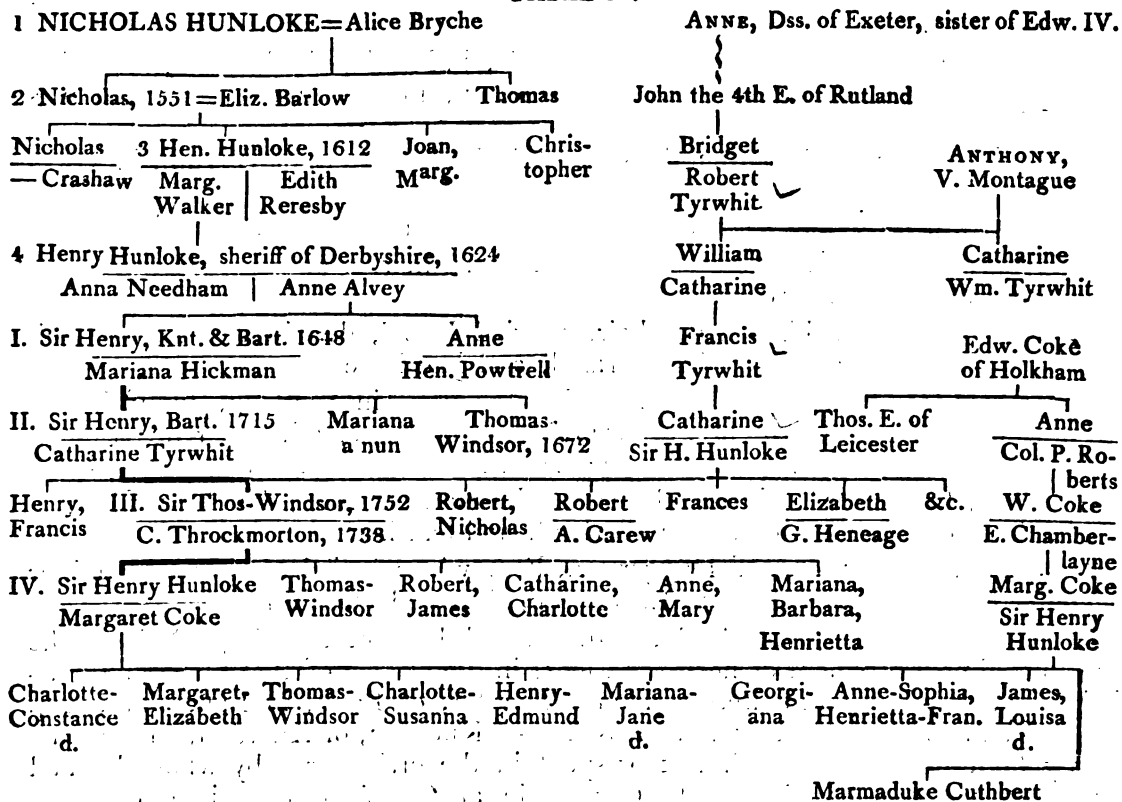 1 NICHOLAS HUNLOKE=Alice Bryche
ANNE, Dss. of Exeter, sister of Edw. IV.
2 Nicholas, 1551=Eliz. Barlow
Thomas
John the 4th E. of Rutland
Nicholas
— Crashaw
3 Hen. Hunloke, 1612
Marg.
Walker
Edith
Reresby
Joan,
Marg.
Chris-
topher
Bridget
Robert
Tyrwhit
ANTHONY,
V. Montague
4 Henry Hunloke, sheriff of Derbyshire, 1624
Anna Needham
Anne Alvey
William
Catharine
Catharine
Wm. Tyrwhit
I. Sir Henry, Knt. & Bart. 1648
Mariana Hickman
Anne
Hen. Powtrell
Francis
Tyrwhit
Edw. Coke
of Holkham
II. Sir Henry, Bart. 1715
Catharine Tyrwhit
Mariana
a nun
Thomas
Windsor, 1672
Catharine
Sir H. Hunloke
Thos. E. of
Leicester
Anne
Col. P. Ro-
berts
Henry,
Francis
III. Sir Thos-Windsor, 1752
C. Throckmorton, 1738
Robert,
Nicholas
Robert
A. Carew
Frances
Elizabeth
G. Heneage
&c.
W. Coke
E. Chamber-
layne
IV. Sir Henry Hunloke
Margaret Coke
Thomas-
Windsor
Robert,
James
Catharine,
Charlotte
Anne,
Mary
Mariana,
Barbara,
Henrietta
Marg. Coke
Sir Henry
Hunloke
Charlotte-
Constance
d.
Margaret,
Elizabeth
Thomas-
Windsor
Charlotte-
Susanna
Henry-
Edmund
Mariana-
Jane
d.
Georgi-
ana
Anne-Sophia,
Henrietta-Fran.
James,
Louisa
d.
Marmaduke Cuthbert